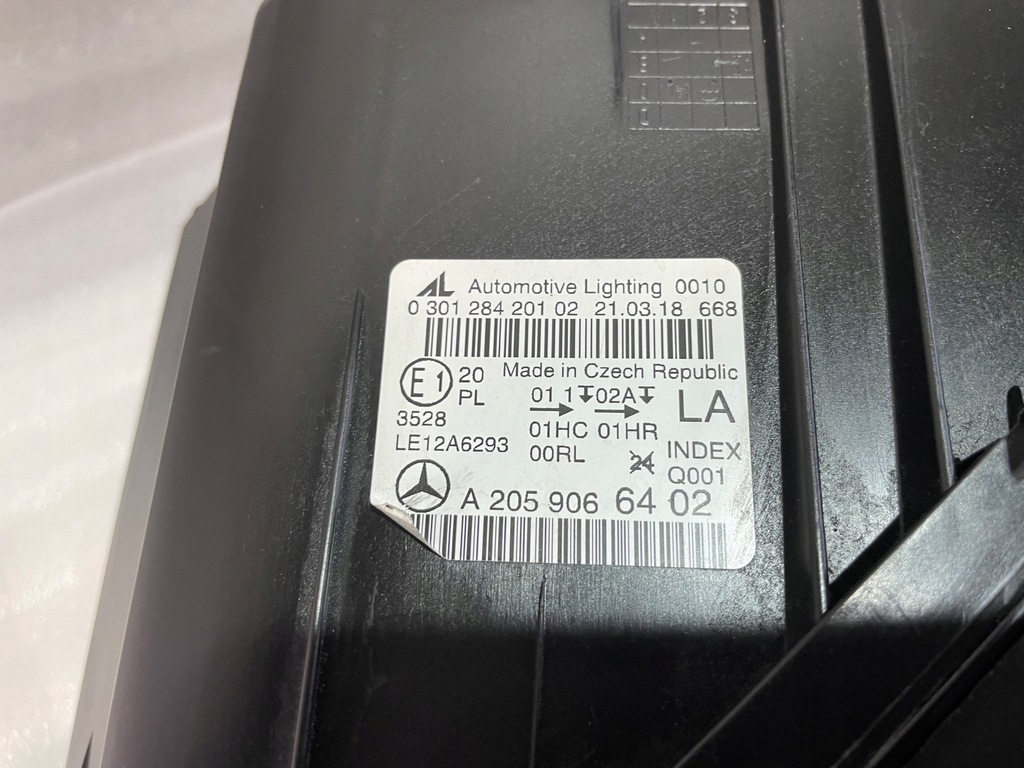 AL Automotive Lighting 0010
0 301 284 201 02 21.03.18 668
Made in Czech Republic
E1 20 PL
3528
LE12A6293
01 1 02A
01HC 01HR
00RL
LA
24
INDEX
Q001
A 205 906 64 02